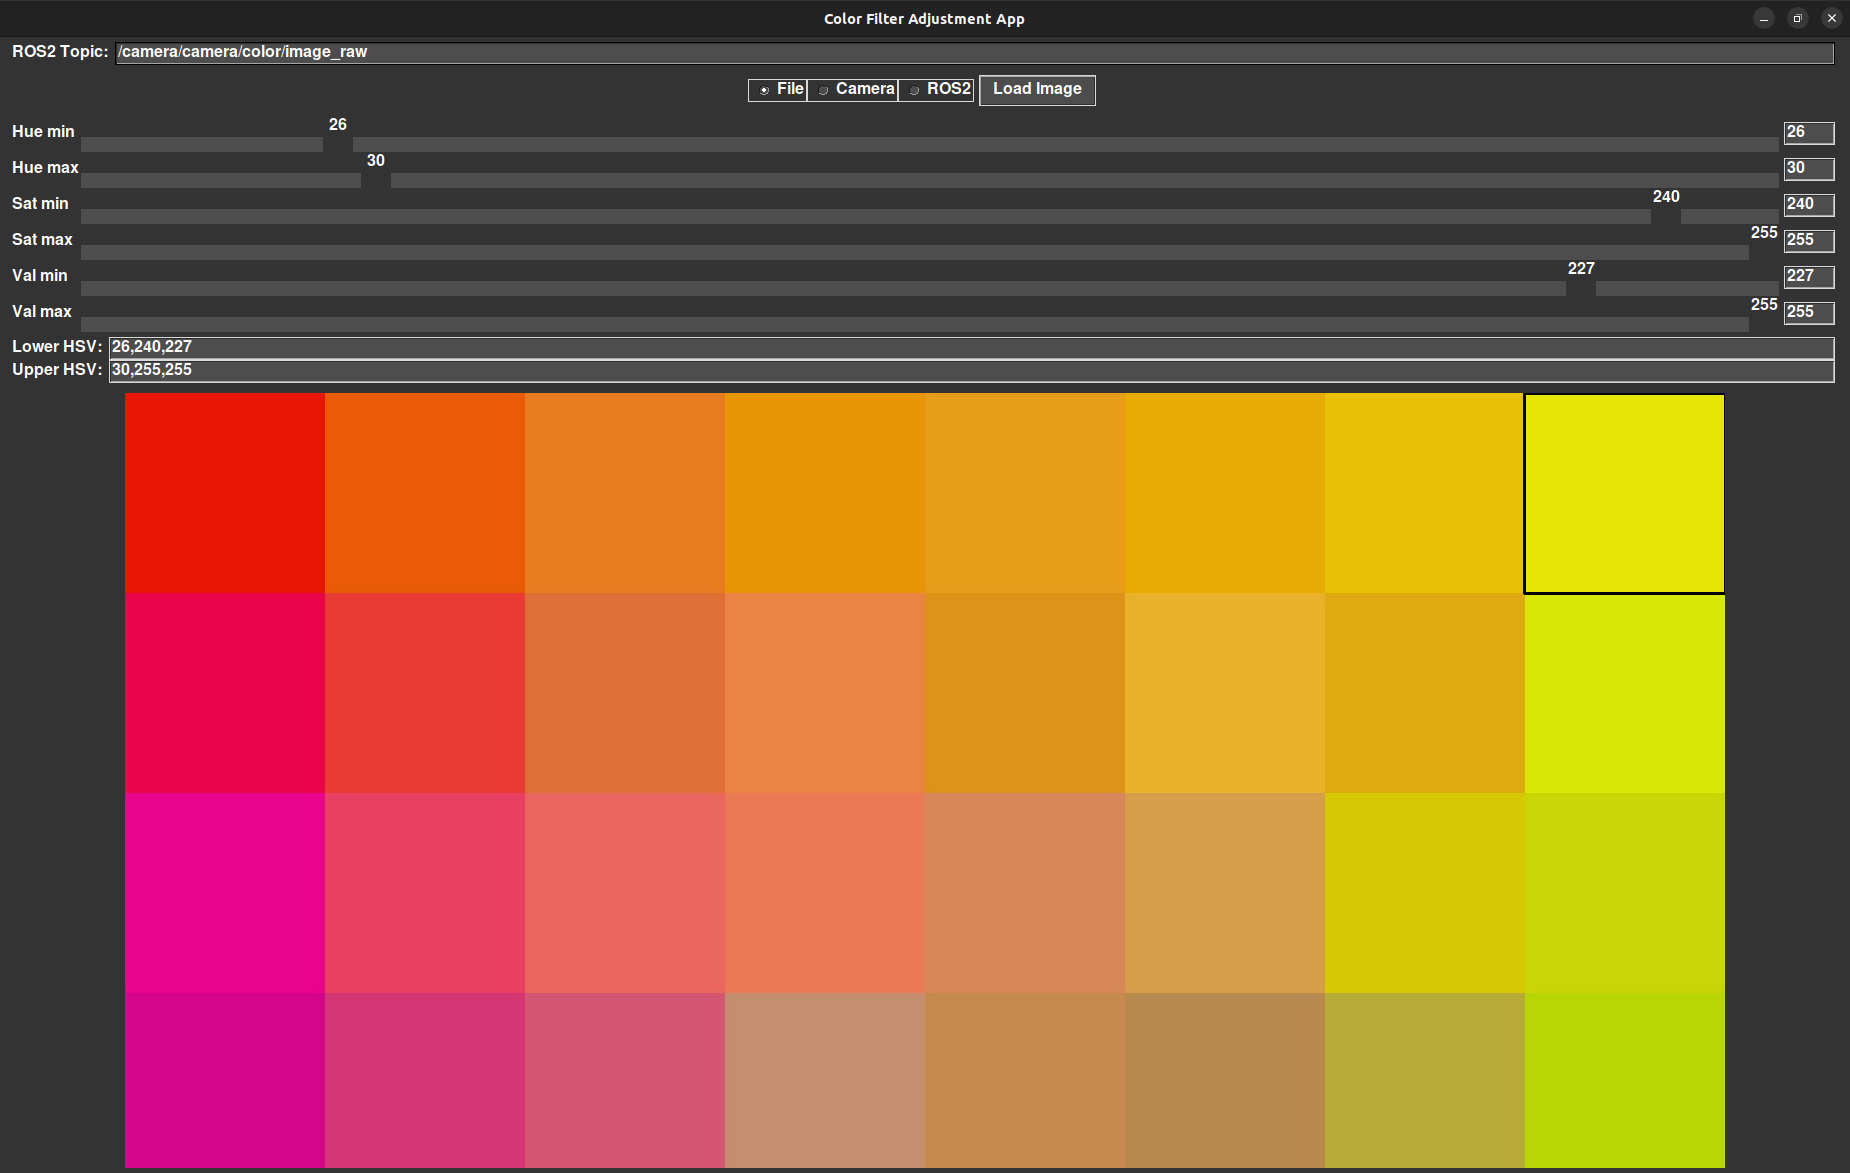 Color Filter Adjustment App
ROS2 Topic: /camera/camera/color/image_raw
File Camera ROS2 Load Image
Hue min 26 26
Hue max 30 30
Sat min 240 240
Sat max 255 255
Val min 227 227
Val max 255 255
Lower HSV: 26,240,227
Upper HSV: 30,255,255